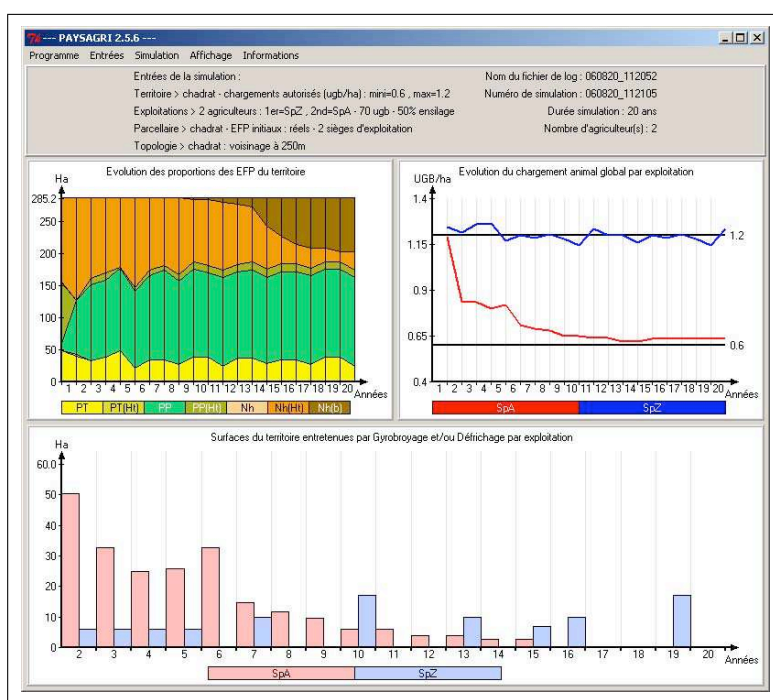 --- PAYSAGRI 2.5.6 ---
Programme Entrées Simulation Affichage Informations
Entrées de la simulation :
Territoire > chadrat - chargements autorisés (ugb/ha) : mini=0.6 , max=1.2
Exploitations > 2 agriculteurs : 1er=SpZ , 2nd=SpA - 70 ugb - 50% ensilage
Parcellaire > chadrat - EFP initiaux : réels - 2 sièges d'exploitation
Topologie > chadrat : voisinage à 250m
Nom du fichier de log : 060820_112052
Numéro de simulation : 060820_112105
Durée simulation : 20 ans
Nombre d'agriculteur(s) : 2
Evolution des proportions des EFP du territoire
Ha
285.2
250
200
150
100
50
0
1 2 3 4 5 6 7 8 9 10 11 12 13 14 15 16 17 18 19 20
Années
PT PT(Ht) PP PP(Ht) Nh Nh(Ht) Nh(b)
Evolution du chargement animal global par exploitation
UGB/ha
1.4
1.15
0.9
0.65
0.4
1.2
0.6
1 2 3 4 5 6 7 8 9 10 11 12 13 14 15 16 17 18 19 20
Années
SpA SpZ
Surfaces du territoire entretenues par Gyrobroyage et/ou Défrichage par exploitation
Ha
60.0
50
40
30
20
10
0
2 3 4 5 6 7 8 9 10 11 12 13 14 15 16 17 18 19 20
Années
SpA SpZ